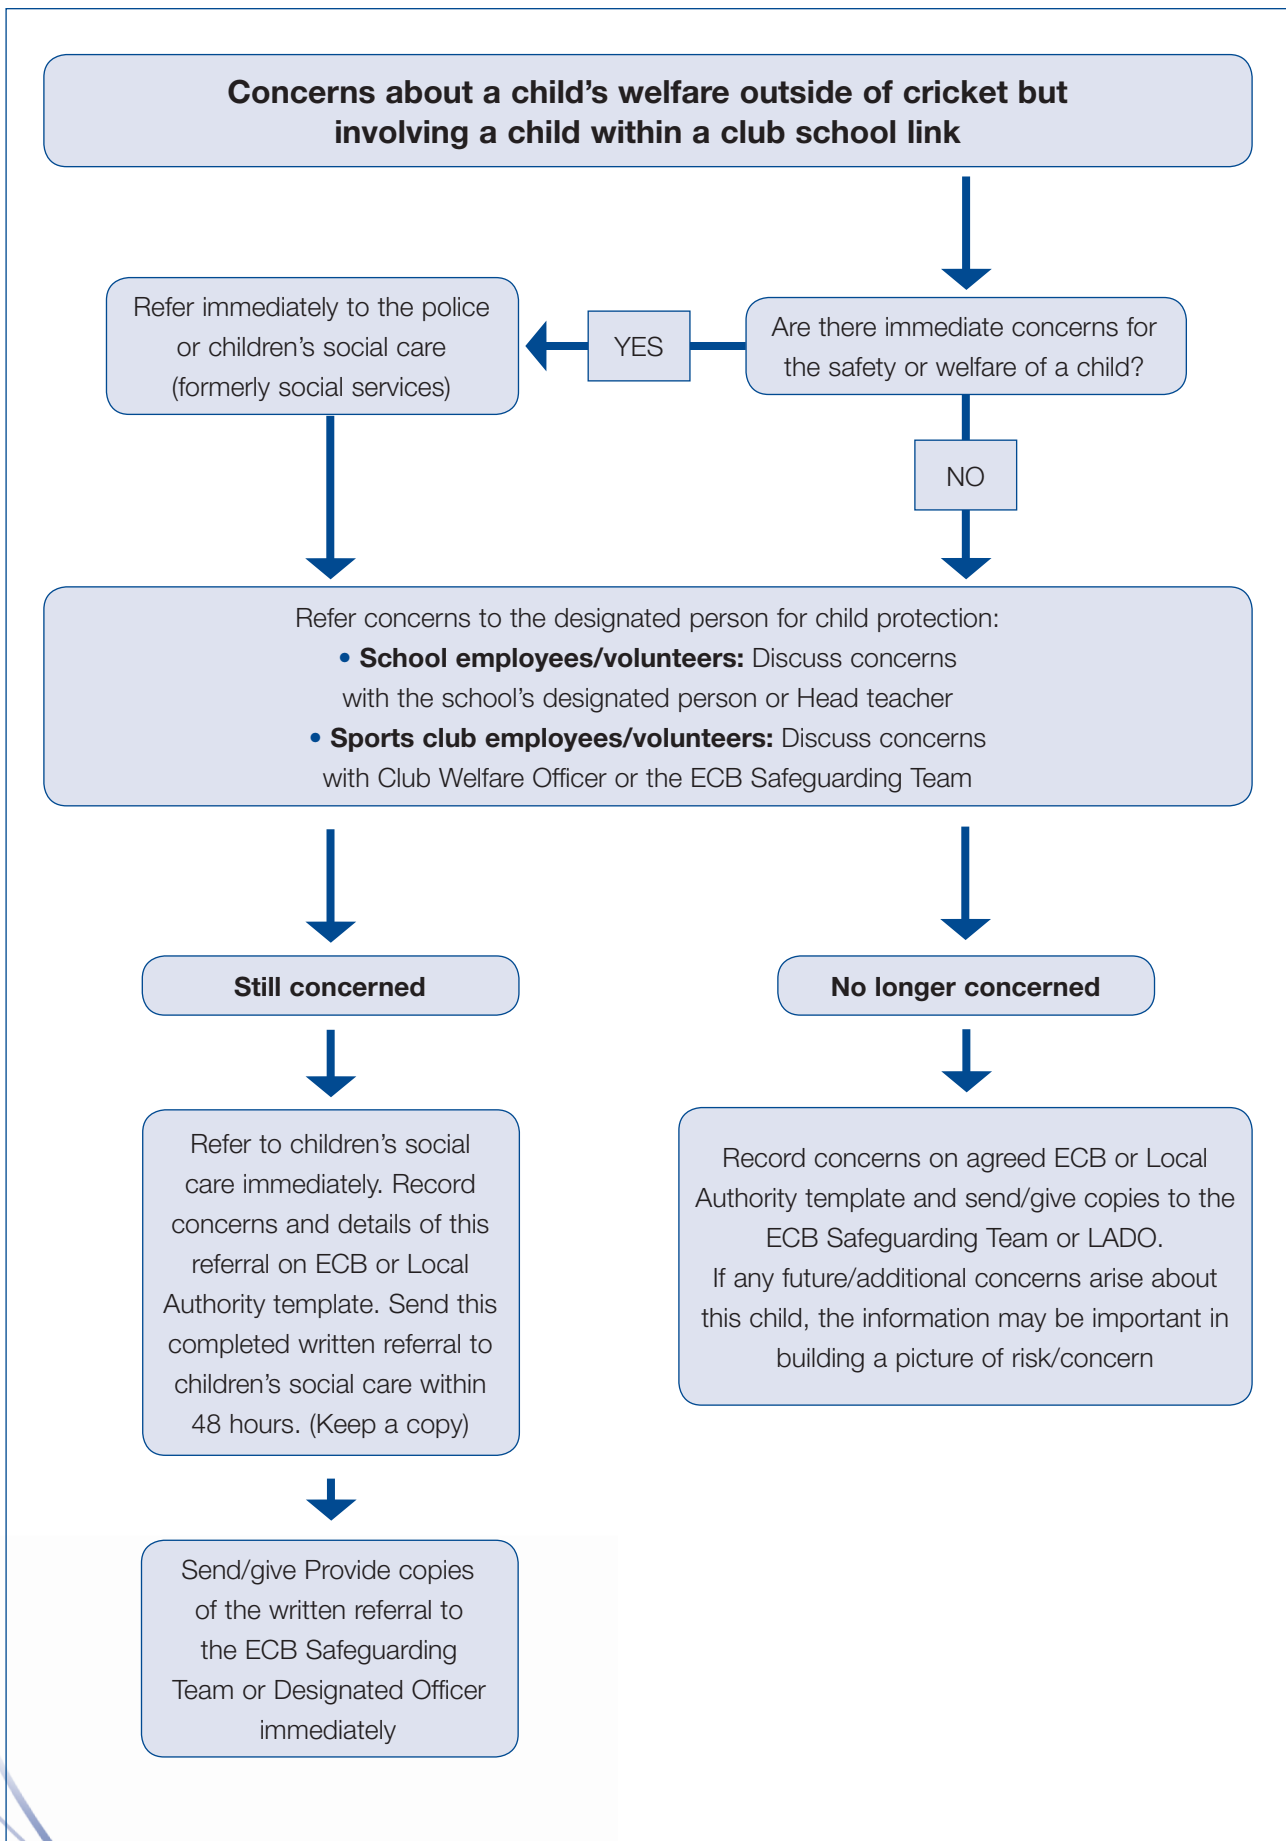 Concerns about a child’s welfare outside of cricket but
involving a child within a club school link
Refer immediately to the police
or children’s social care
(formerly social services)
YES
Are there immediate concerns for
the safety or welfare of a child?
NO
Refer concerns to the designated person for child protection:
• School employees/volunteers: Discuss concerns
with the school’s designated person or Head teacher
• Sports club employees/volunteers: Discuss concerns
with Club Welfare Officer or the ECB Safeguarding Team
Still concerned
No longer concerned
Refer to children’s social
care immediately. Record
concerns and details of this
referral on ECB or Local
Authority template. Send this
completed written referral to
children’s social care within
48 hours. (Keep a copy)
Record concerns on agreed ECB or Local
Authority template and send/give copies to the
ECB Safeguarding Team or LADO.
If any future/additional concerns arise about
this child, the information may be important in
building a picture of risk/concern
Send/give Provide copies
of the written referral to
the ECB Safeguarding
Team or Designated Officer
immediately